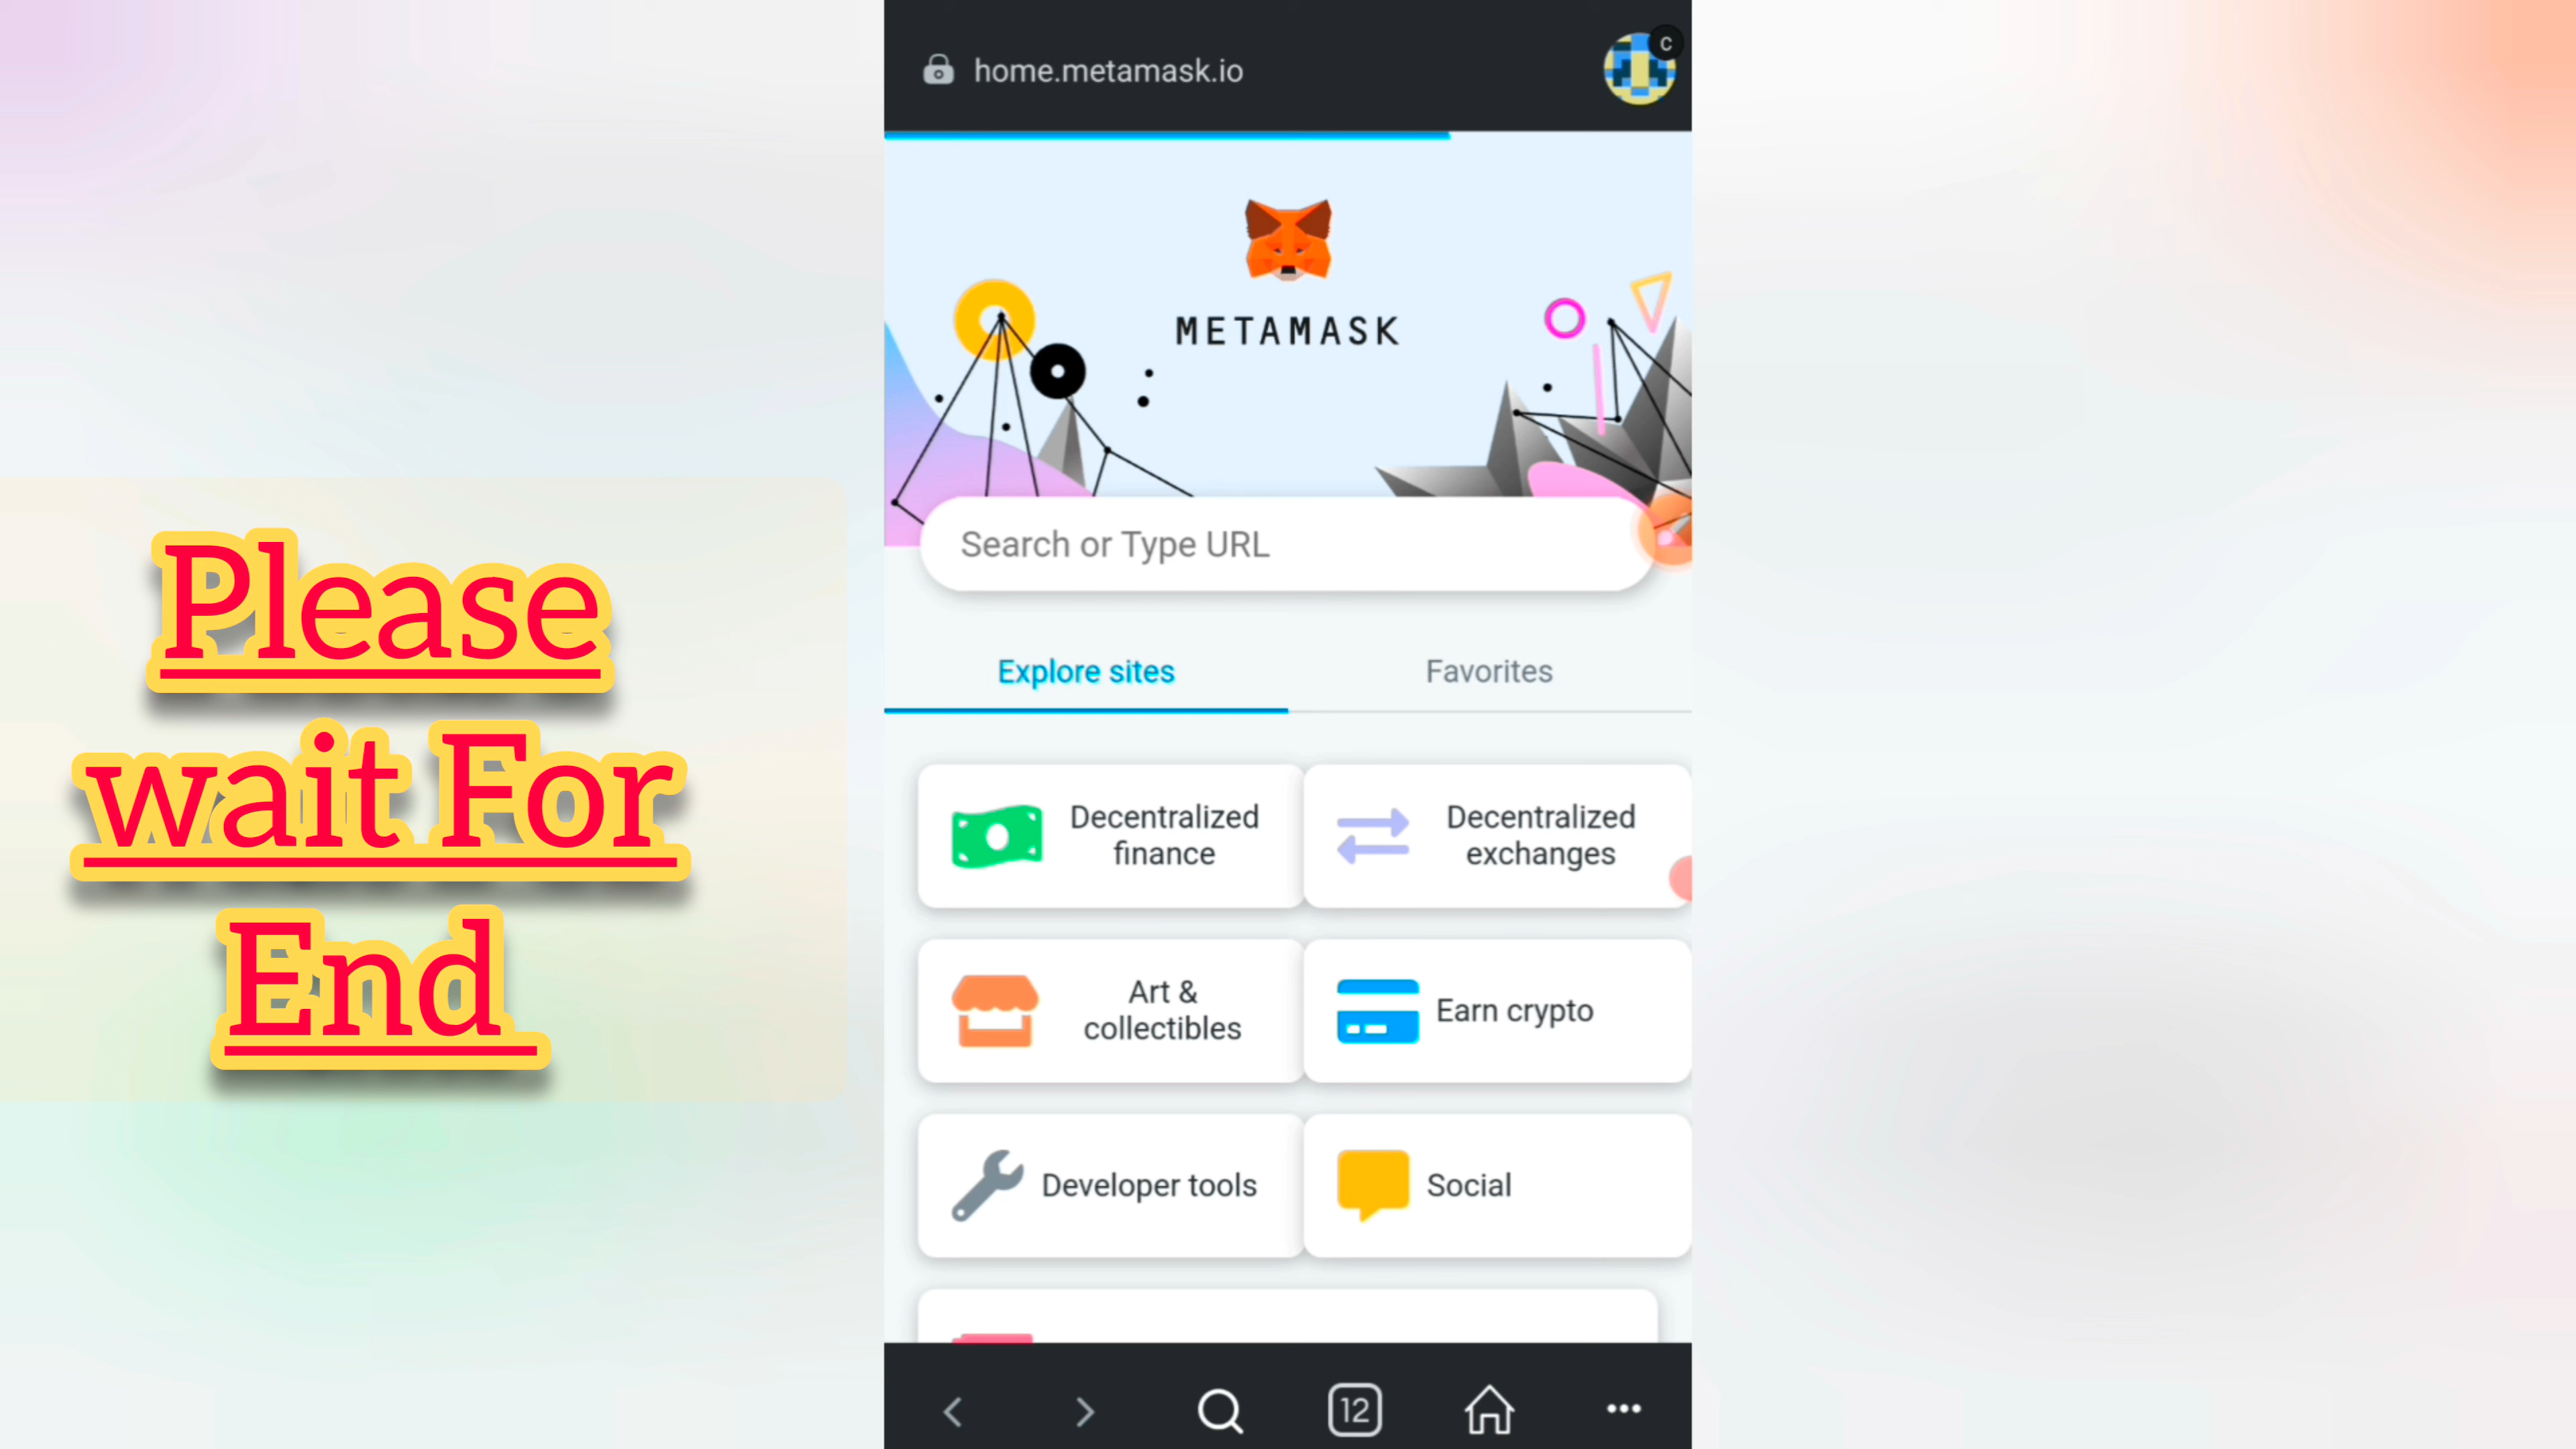 home.metamask.io
C
METAMASK
Search or Type URL
Explore sites
Favorites
Decentralized
finance
Decentralized
exchanges
Art &
collectibles
Earn crypto
Developer tools
Social
12
Please
wait For
End